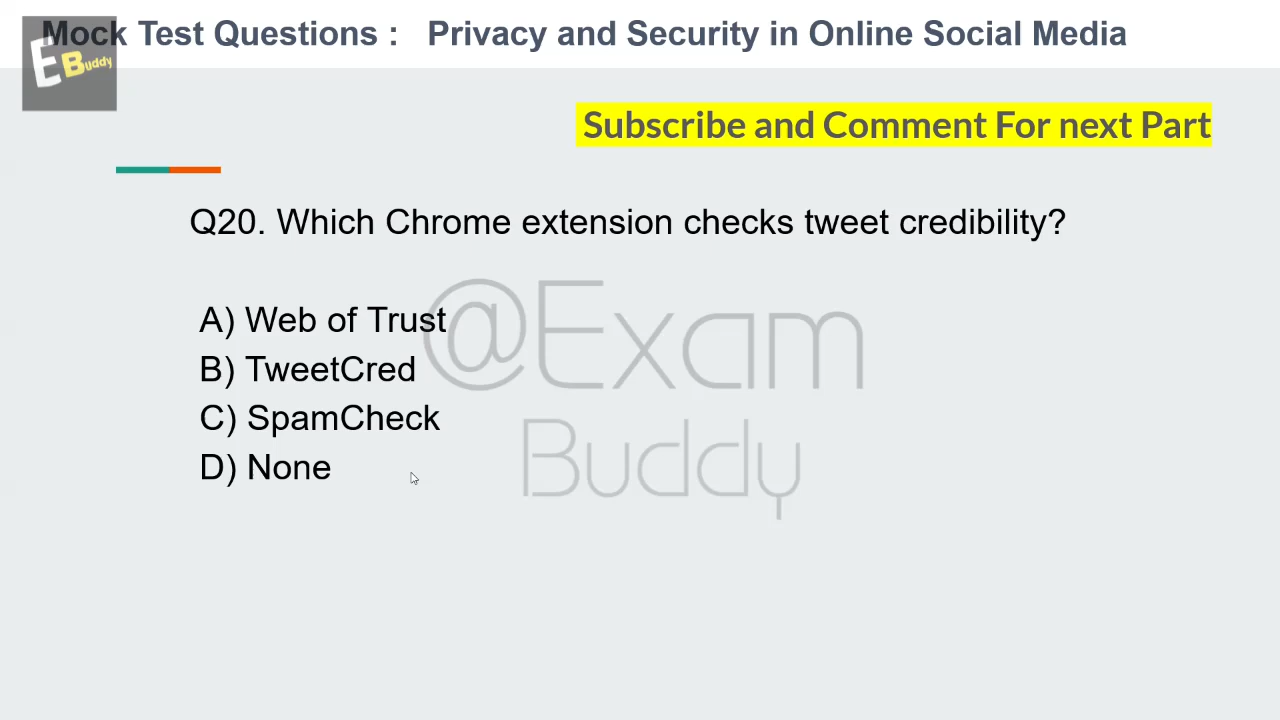 Mock Test Questions : Privacy and Security in Online Social Media
E Buddy
Subscribe and Comment For next Part
Q20. Which Chrome extension checks tweet credibility?
A) Web of Trust
B) TweetCred
C) SpamCheck
D) None
@Exam
Buddy